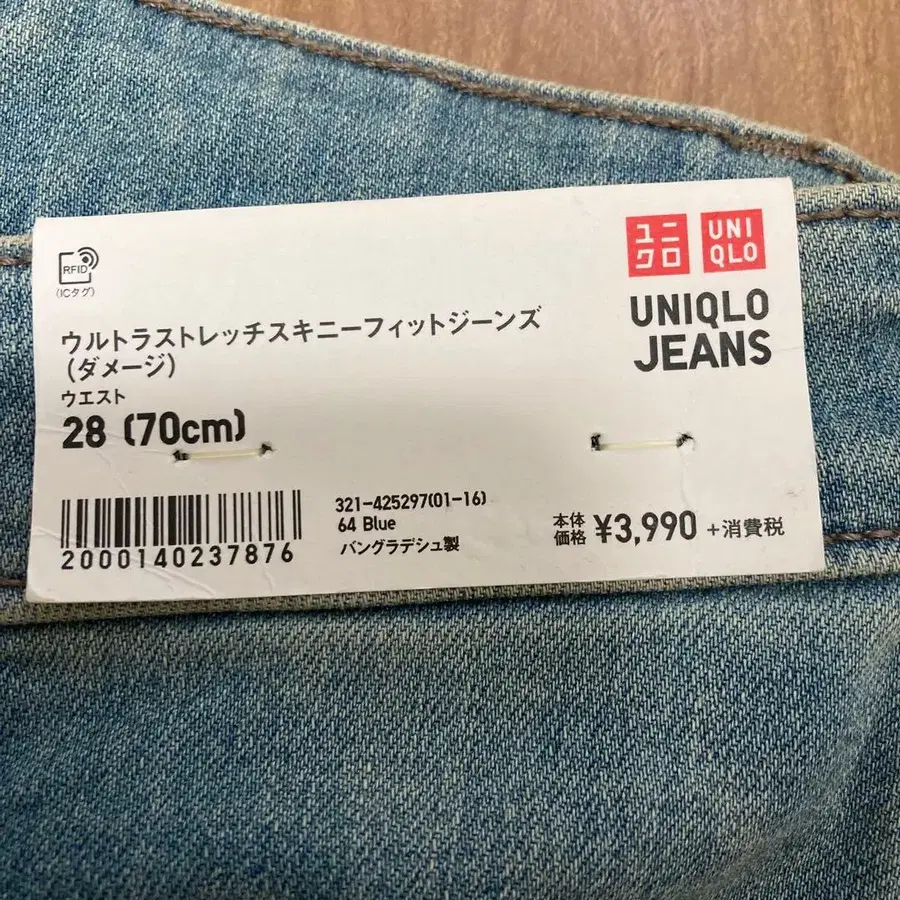 RFID
(ICタグ)
ユニ
クロ
UNI
QLO
UNIQLO
JEANS
ウルトラストレッチスキニーフィットジーンズ
(ダメージ)
ウエスト
28 (70cm)
2000140237876
321-425297(01-16)
64 Blue
バングラデシュ製
本体
価格 ¥3,990 +消費税